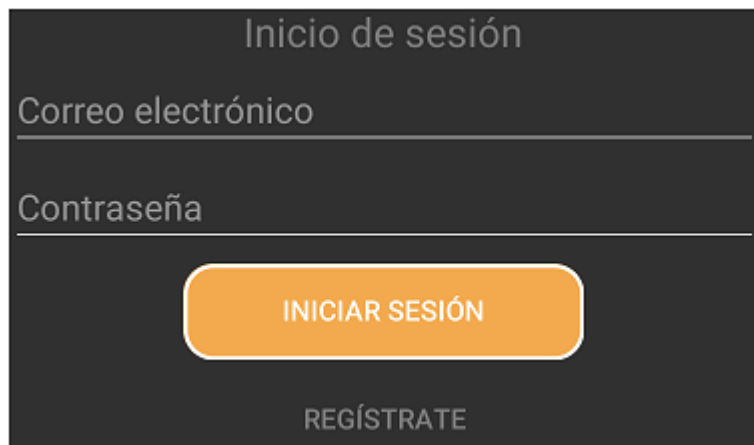 Inicio de sesión
Correo electrónico
Contraseña
INICIAR SESIÓN
REGÍSTRATE